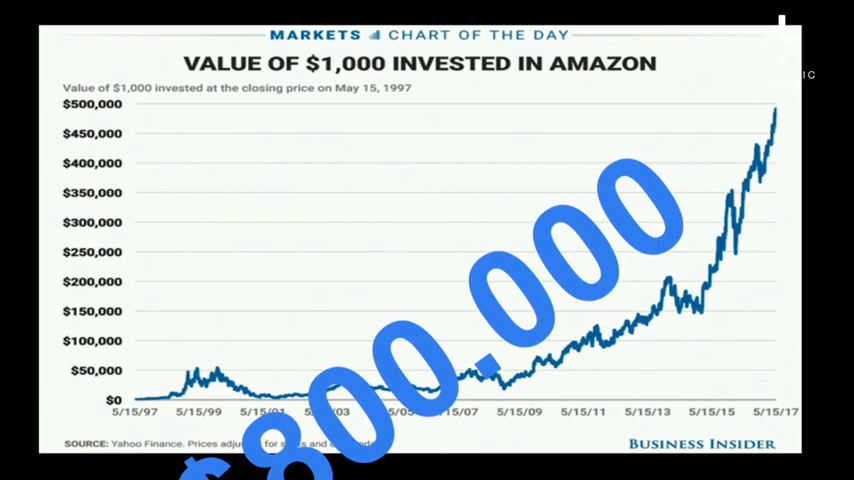 MARKETS CHART OF THE DAY
VALUE OF $1,000 INVESTED IN AMAZON
Value of $1,000 invested at the closing price on May 15, 1997
$500,000
$450,000
$400,000
$350,000
$300,000
$250,000
$200,000
$150,000
$100,000
$50,000
$0
5/15/97 5/15/99 5/15/01 5/15/07 5/15/09 5/15/11 5/15/13 5/15/15 5/15/17
$800.000
SOURCE: Yahoo Finance. Prices for and
BUSINESS INSIDER